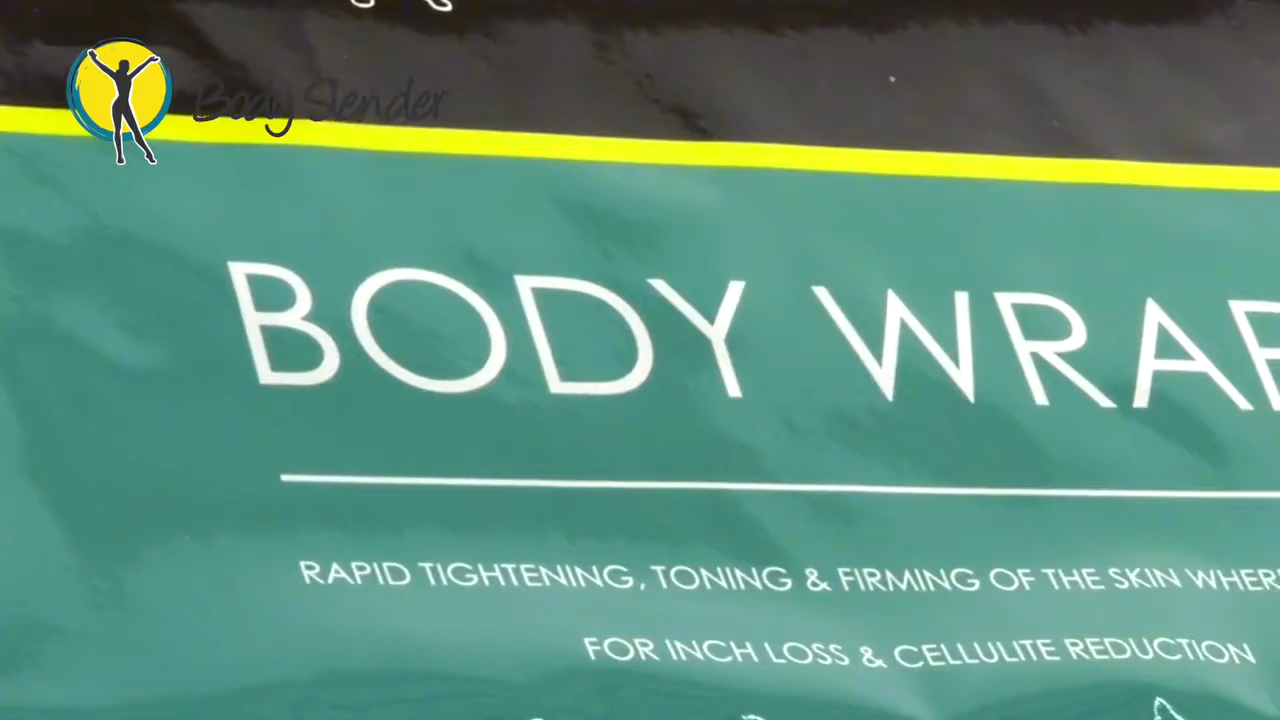 Body Slender
BODY WRAP
RAPID TIGHTENING, TONING & FIRMING OF THE SKIN WHERE
FOR INCH LOSS & CELLULITE REDUCTION